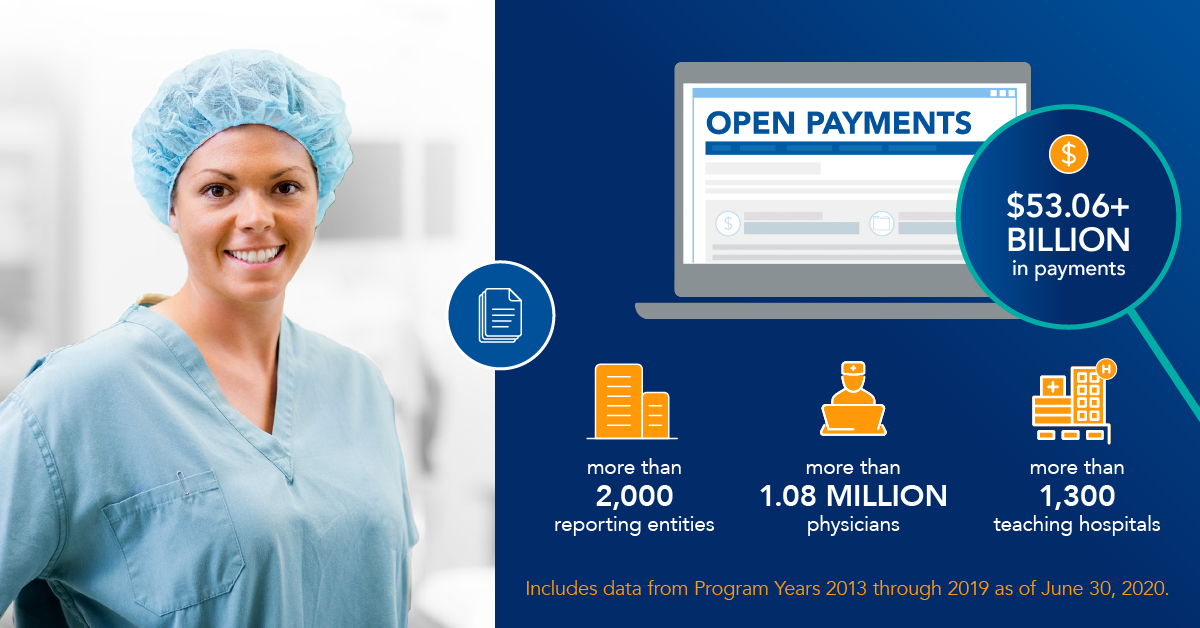 OPEN PAYMENTS
$
$
$53.06+
BILLION
in payments
H
more than
2,000
reporting entities
more than
1.08 MILLION
physicians
more than
1,300
teaching hospitals
Includes data from Program Years 2013 through 2019 as of June 30, 2020.